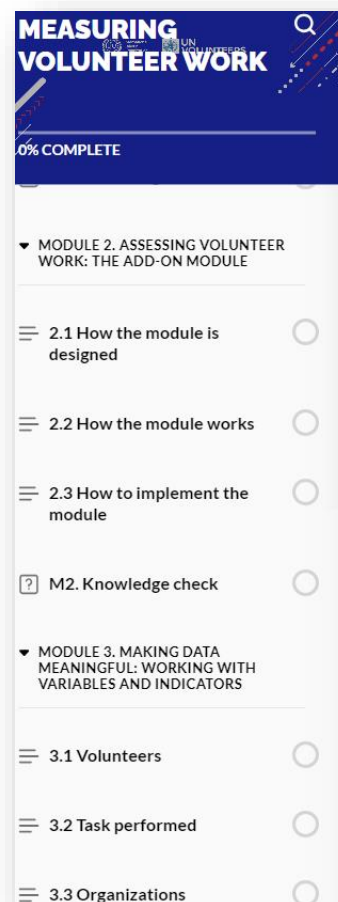 MEASURING
VOLUNTEER WORK
UN
VOLUNTEERS
0% COMPLETE
MODULE 2. ASSESSING VOLUNTEER
WORK: THE ADD-ON MODULE
2.1 How the module is
designed
2.2 How the module works
2.3 How to implement the
module
? M2. Knowledge check
MODULE 3. MAKING DATA
MEANINGFUL: WORKING WITH
VARIABLES AND INDICATORS
3.1 Volunteers
3.2 Task performed
3.3 Organizations